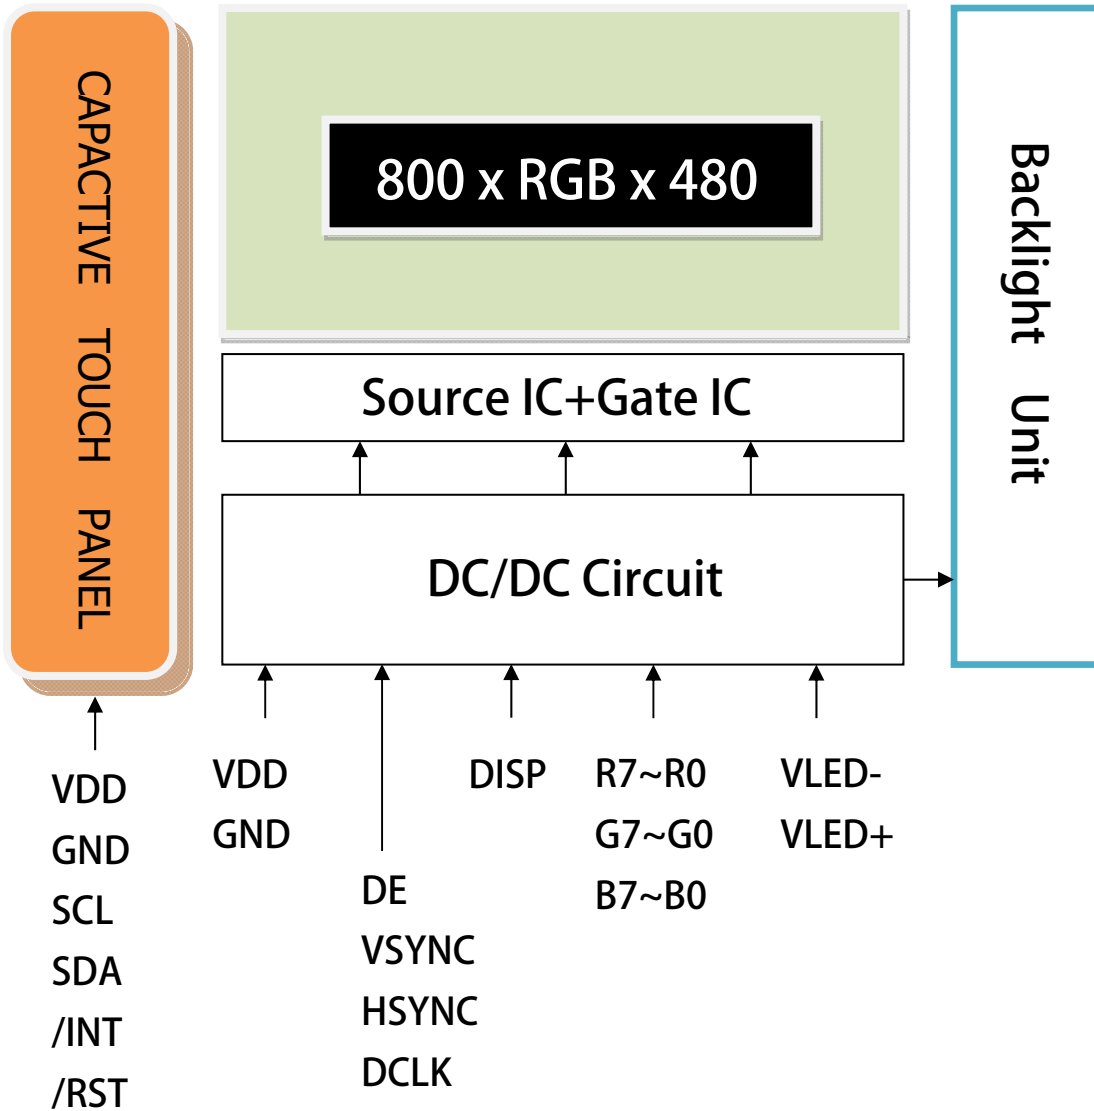 CAPACTIVE TOUCH PANEL
800 x RGB x 480
Backlight Unit
Source IC+Gate IC
DC/DC Circuit
VDD
GND
SCL
SDA
/INT
/RST
VDD
GND
DE
VSYNC
HSYNC
DCLK
DISP
R7~R0
G7~G0
B7~B0
VLED-
VLED+